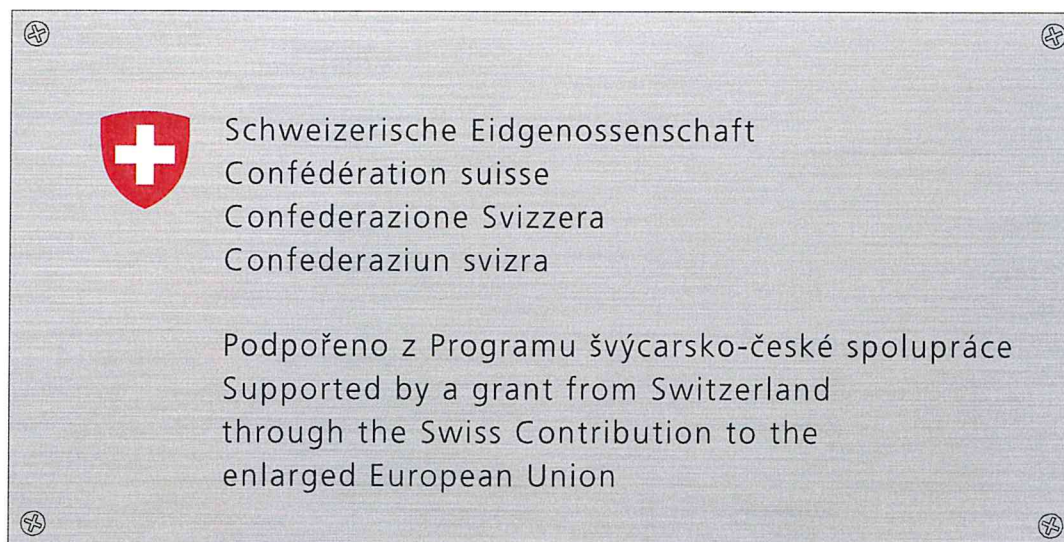 Schweizerische Eidgenossenschaft
Confédération suisse
Confederazione Svizzera
Confederaziun svizra
Podpořeno z Programu švýcarsko-české spolupráce
Supported by a grant from Switzerland
through the Swiss Contribution to the
enlarged European Union